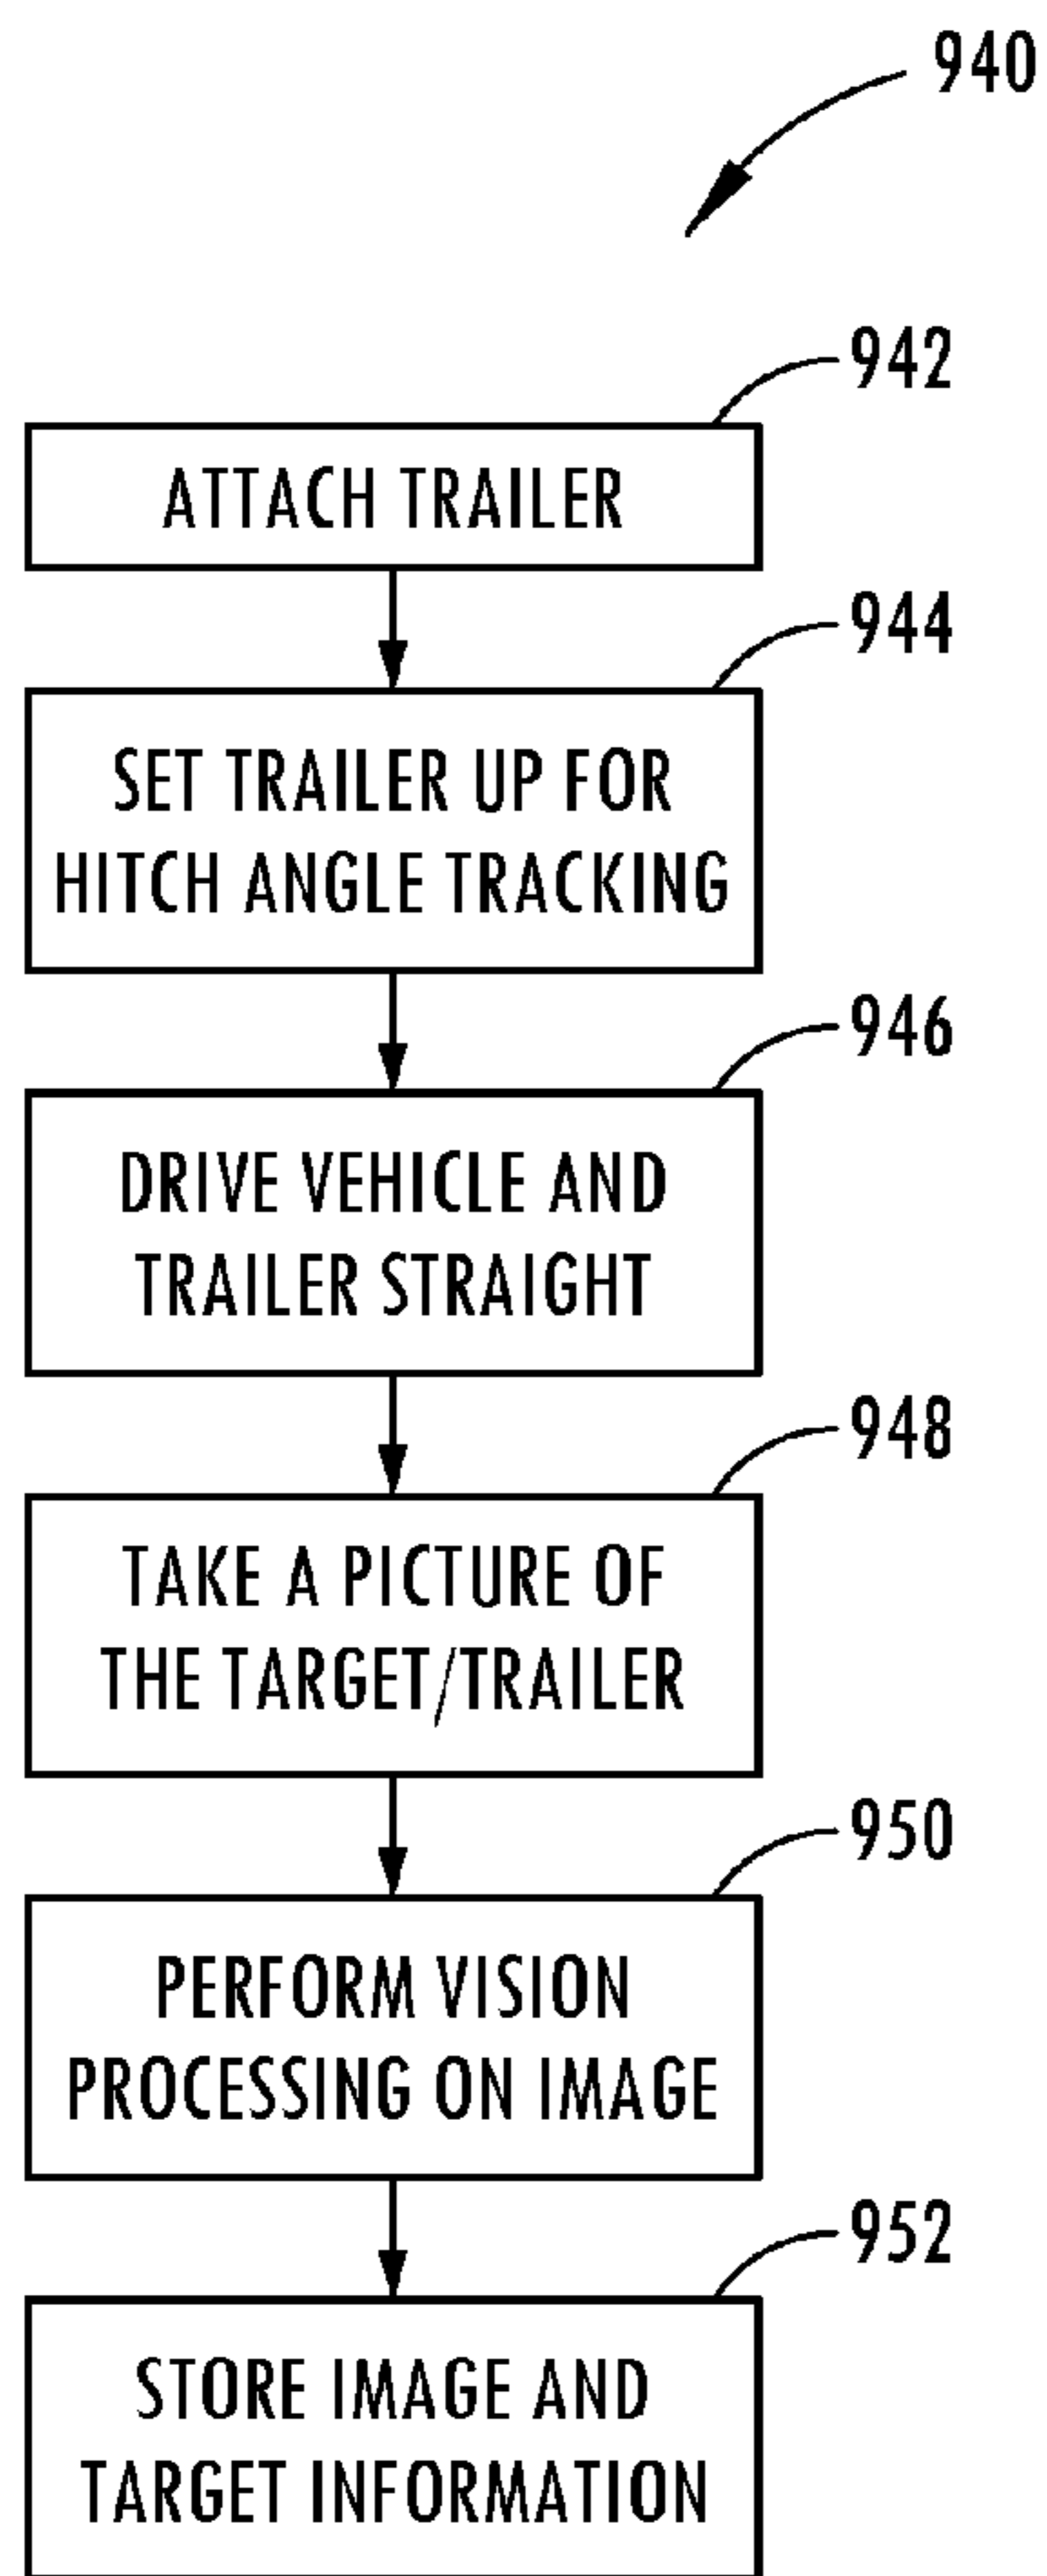 940
942
ATTACH TRAILER
944
SET TRAILER UP FOR
HITCH ANGLE TRACKING
946
DRIVE VEHICLE AND
TRAILER STRAIGHT
948
TAKE A PICTURE OF
THE TARGET/TRAILER
950
PERFORM VISION
PROCESSING ON IMAGE
952
STORE IMAGE AND
TARGET INFORMATION